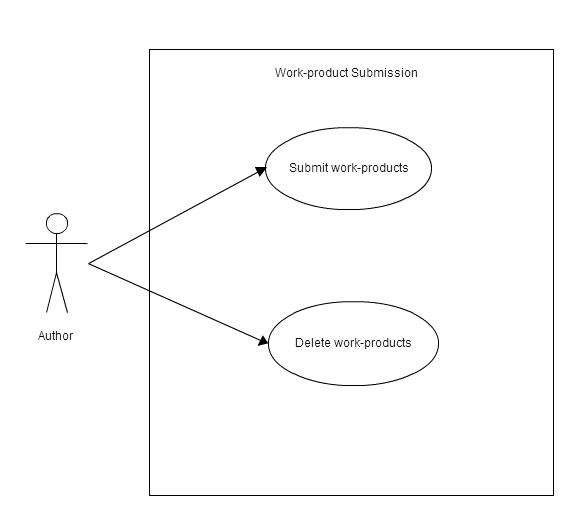 Work-product Submission
Submit work-products
Author
Delete work-products